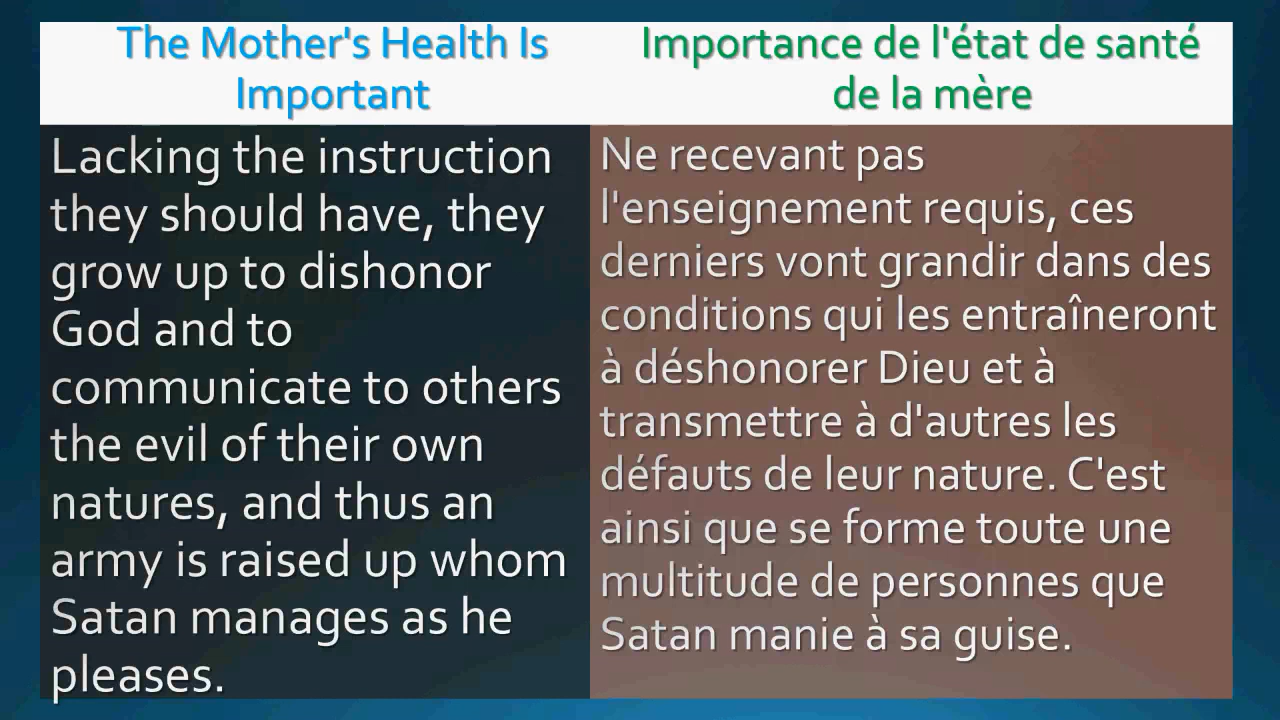 The Mother's Health Is
Important
Importance de l'état de santé
de la mère
Lacking the instruction
they should have, they
grow up to dishonor
God and to
communicate to others
the evil of their own
natures, and thus an
army is raised up whom
Satan manages as he
pleases.
Ne recevant pas
l'enseignement requis, ces
derniers vont grandir dans des
conditions qui les entraîneront
à déshonorer Dieu et à
transmettre à d'autres les
défauts de leur nature. C'est
ainsi que se forme toute une
multitude de personnes que
Satan manie à sa guise.